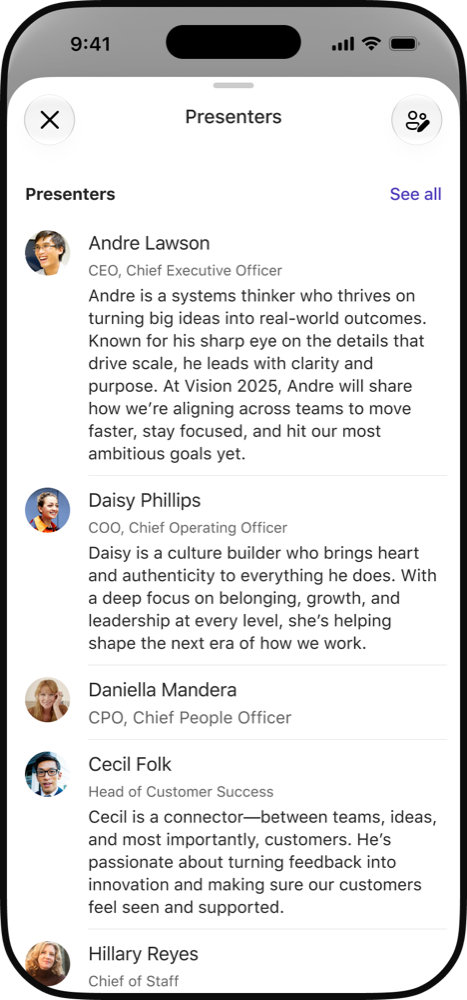 9:41
Presenters
Presenters
See all
Andre Lawson
CEO, Chief Executive Officer
Andre is a systems thinker who thrives on
turning big ideas into real-world outcomes.
Known for his sharp eye on the details that
drive scale, he leads with clarity and
purpose. At Vision 2025, Andre will share
how we’re aligning across teams to move
faster, stay focused, and hit our most
ambitious goals yet.
Daisy Phillips
COO, Chief Operating Officer
Daisy is a culture builder who brings heart
and authenticity to everything he does. With
a deep focus on belonging, growth, and
leadership at every level, she’s helping
shape the next era of how we work.
Daniella Mandera
CPO, Chief People Officer
Cecil Folk
Head of Customer Success
Cecil is a connector—between teams, ideas,
and most importantly, customers. He’s
passionate about turning feedback into
innovation and making sure our customers
feel seen and supported.
Hillary Reyes
Chief of Staff